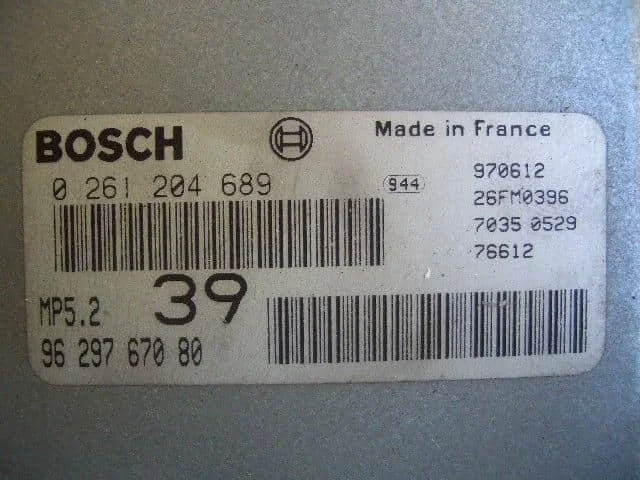 BOSCH
Made in France
0 261 204 689
944
970612
26FM0396
7035 0529
76612
MP5.2
39
96 297 670 80